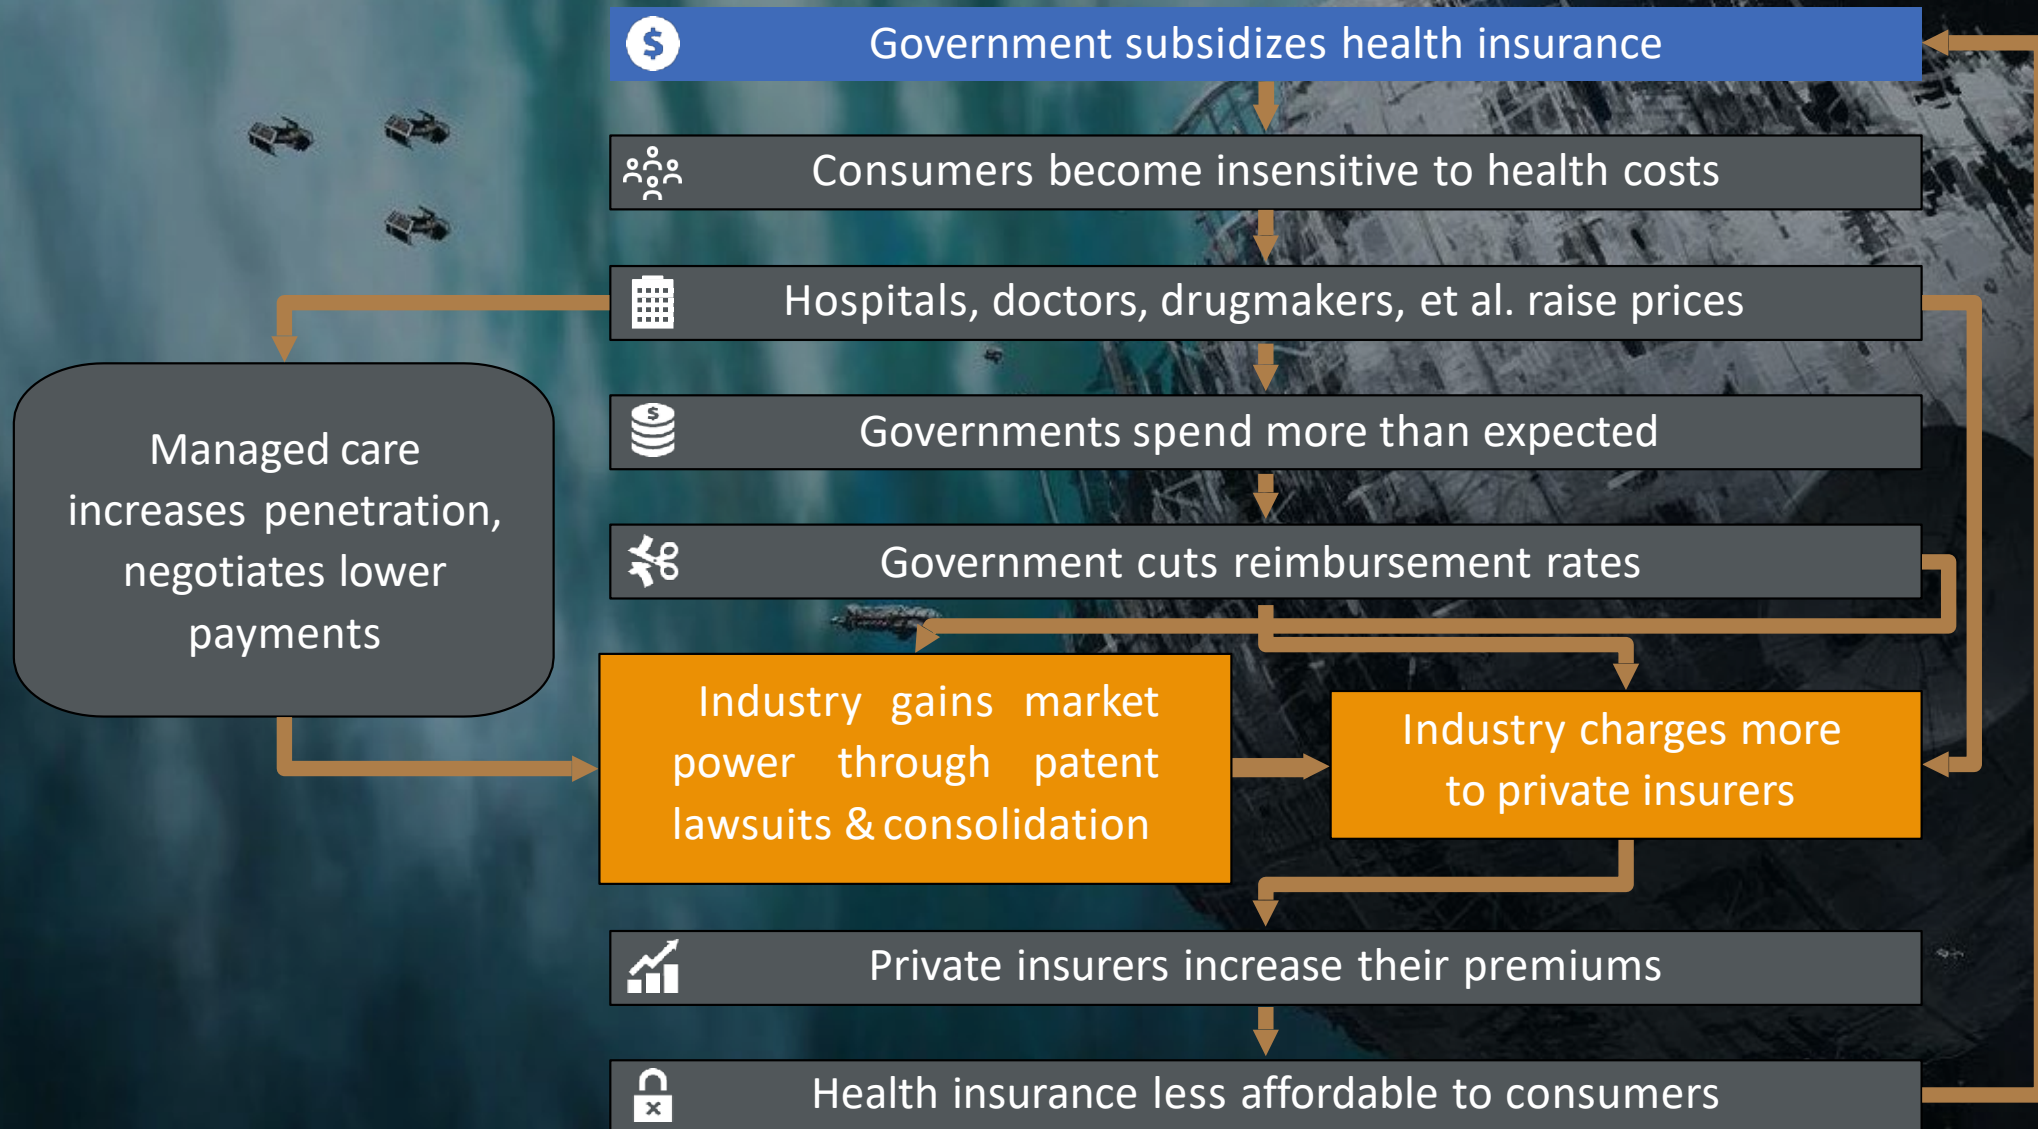 Government subsidizes health insurance
Consumers become insensitive to health costs
Hospitals, doctors, drugmakers, et al. raise prices
Governments spend more than expected
Managed care
increases penetration,
negotiates lower
payments
Government cuts reimbursement rates
Industry gains market
power through patent
lawsuits & consolidation
Industry charges more
to private insurers
Private insurers increase their premiums
Health insurance less affordable to consumers